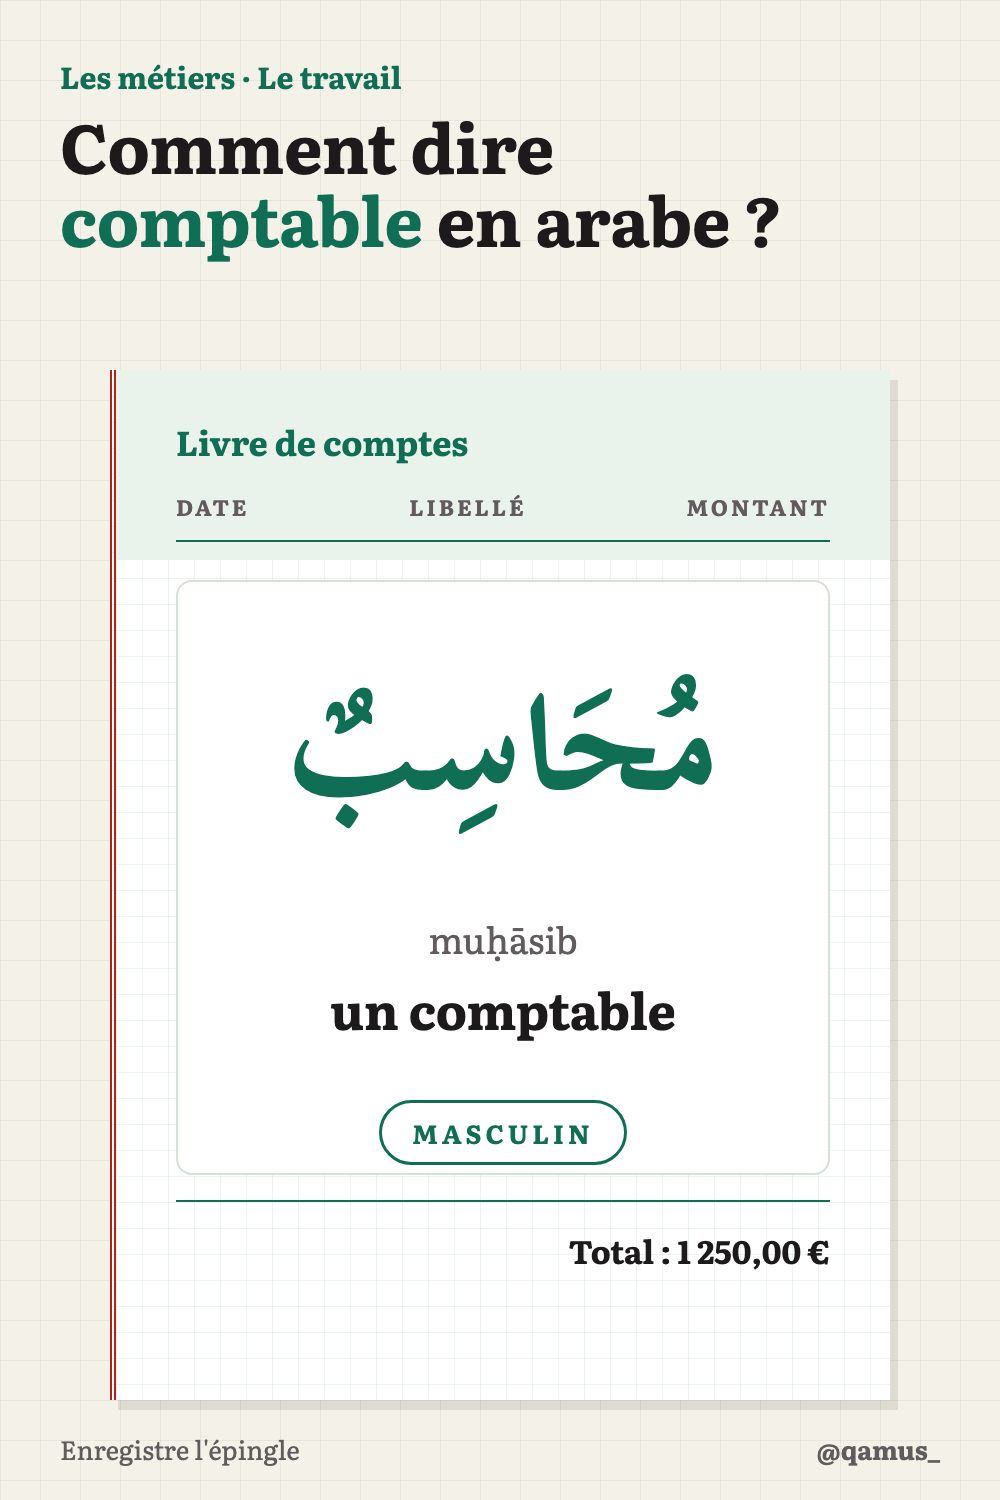 Les métiers · Le travail
Comment dire
comptable en arabe ?
Livre de comptes
DATE LIBELLÉ MONTANT
مُحَاسِبٌ
muḥāsib
un comptable
MASCULIN
Total : 1 250,00 €
Enregistre l'épingle @qamus_